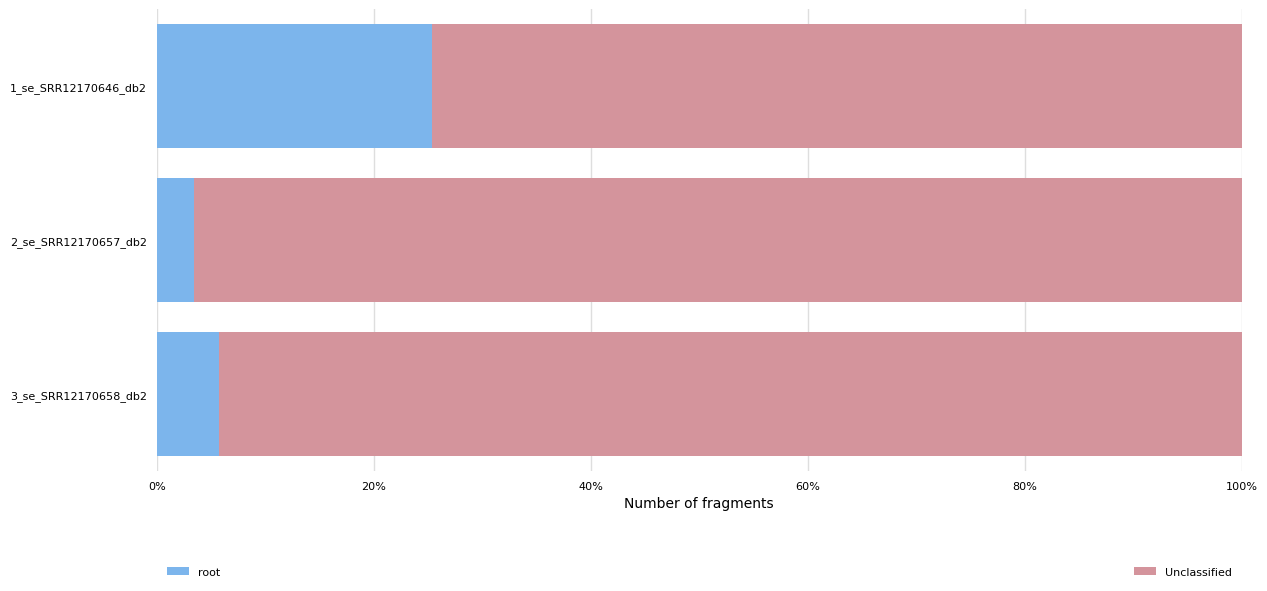 1_se_SRR12170646_db2
2_se_SRR12170657_db2
3_se_SRR12170658_db2
0% 20% 40% 60% 80% 100%
Number of fragments
root Unclassified